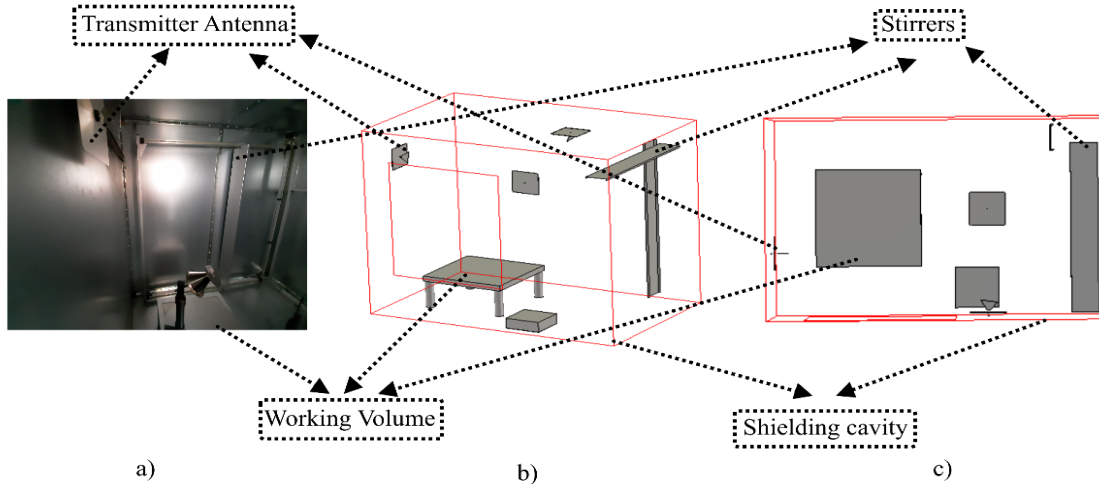 Transmitter Antenna
Stirrers
Working Volume
Shielding cavity
a)
b)
c)